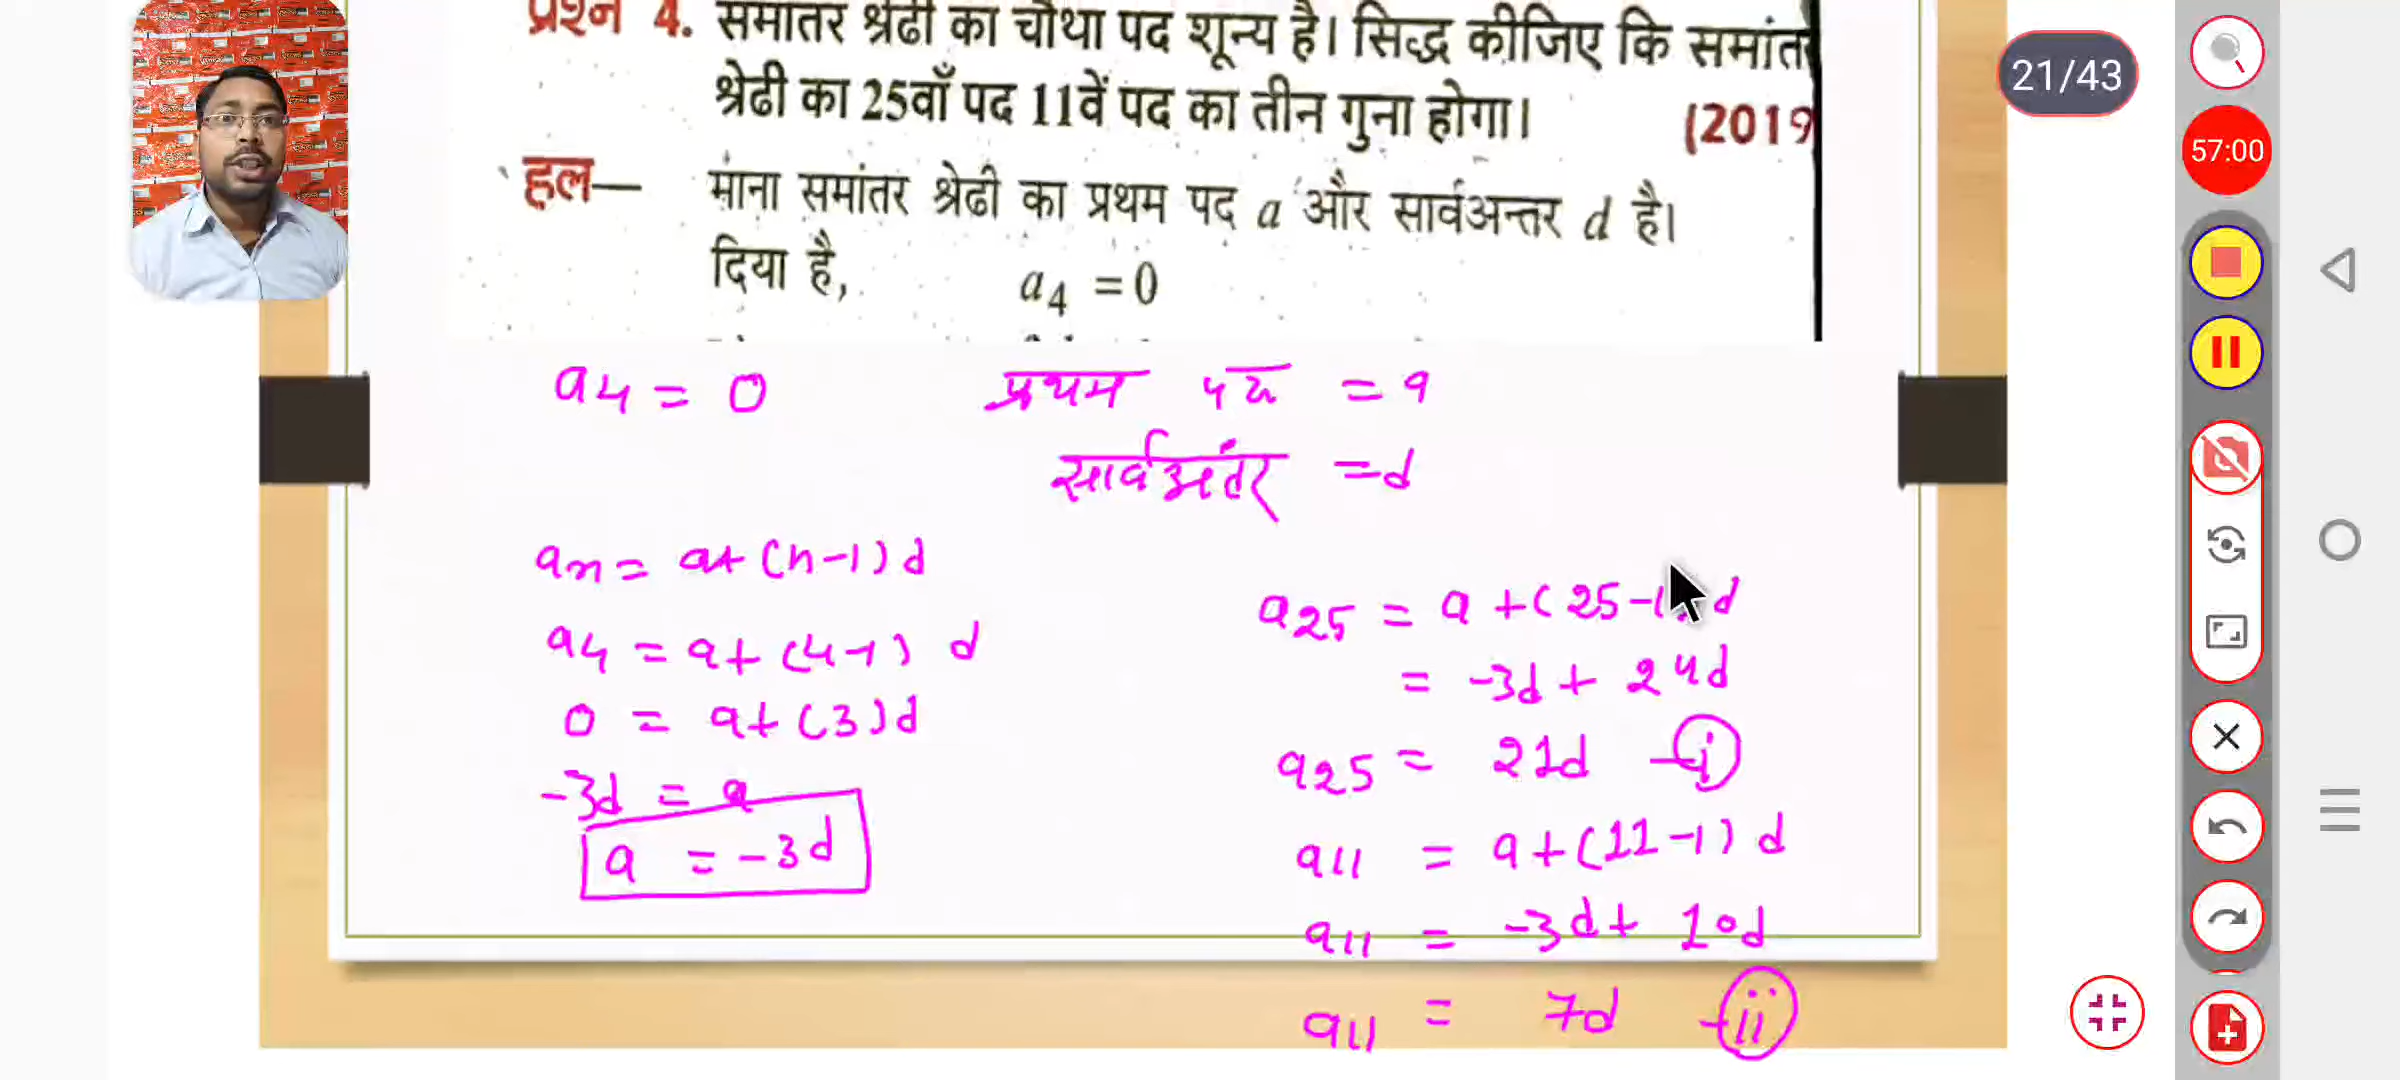 प्रश्न 4. समांतर श्रेढी का चौथा पद शून्य है। सिद्ध कीजिए कि समांतर
श्रेढी का 25वाँ पद 11वें पद का तीन गुना होगा। (2019
हल— माना समांतर श्रेढी का प्रथम पद a और सार्वअन्तर d है।
दिया है, a4 = 0
a4 = 0
प्रथम पद = a
सार्वअंतर = d
an = a+(n-1)d
a4 = a+(4-1) d
0 = a+(3)d
-3d = a
a = -3d
a25 = a+(25-1)d
= -3d + 24d
a25 = 21d –(i)
a11 = a+(11-1)d
a11 = -3d + 10d
a11 = 7d –(ii)
21/43
57:00